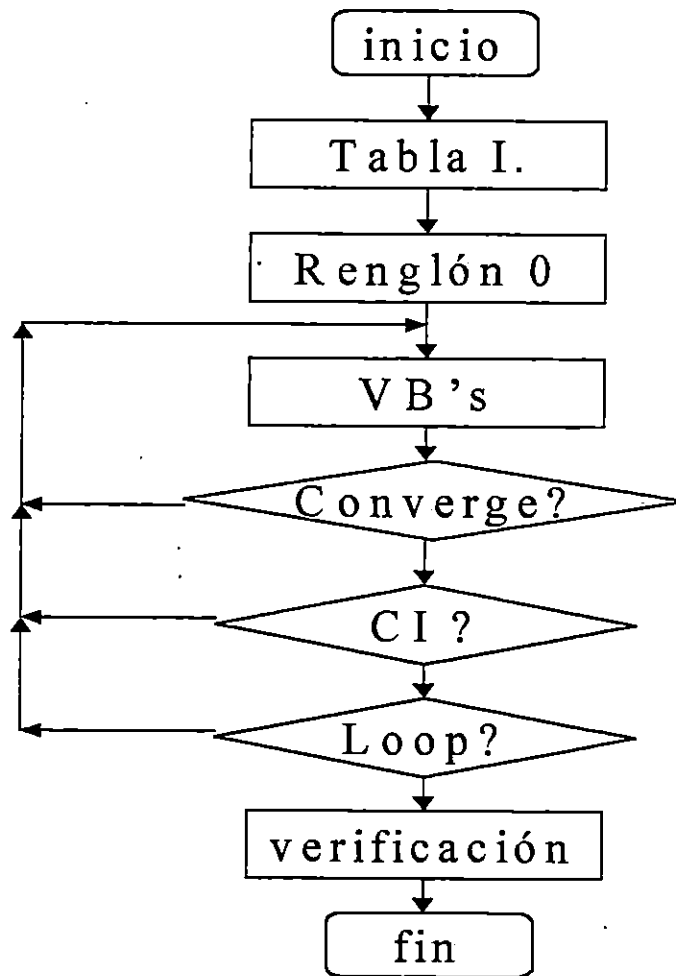 inicio
Tabla I.
Renglón 0
VB's
Converge?
CI?
Loop?
verificación
fin